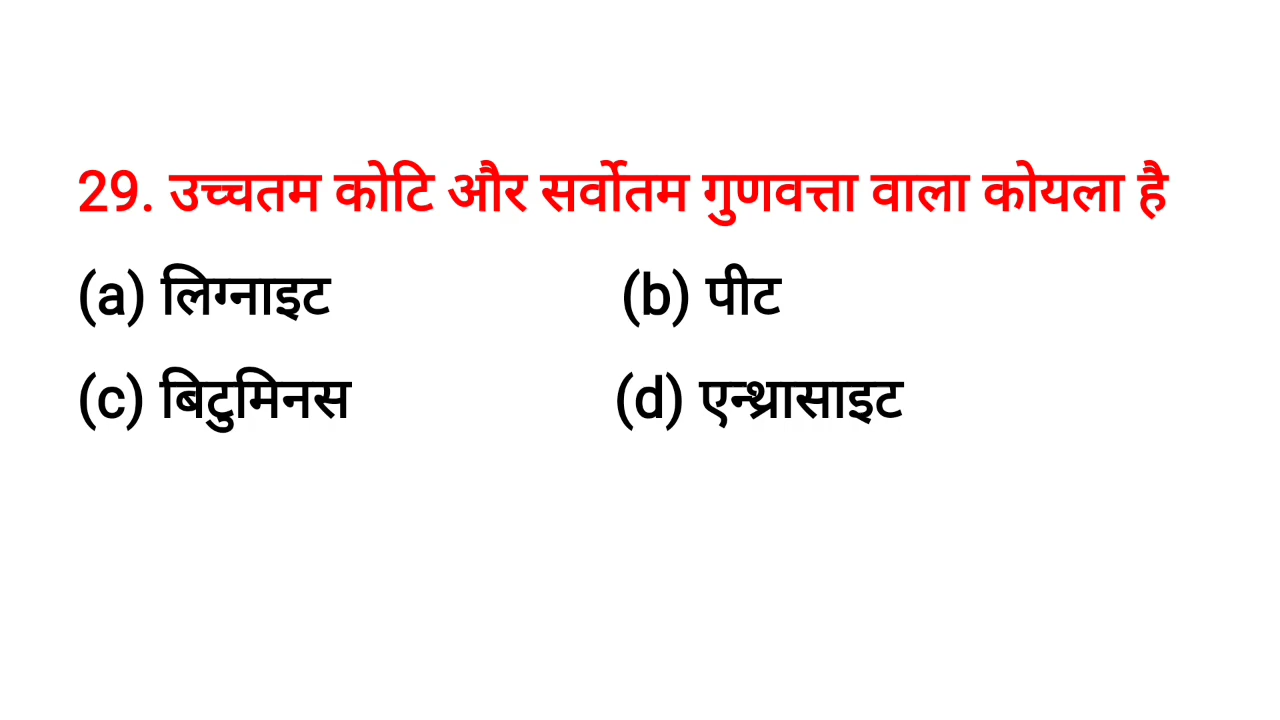 29. उच्चतम कोटि और सर्वोतम गुणवत्ता वाला कोयला है
(a) लिग्नाइट (b) पीट
(c) बिटुमिनस (d) एन्थ्रासाइट